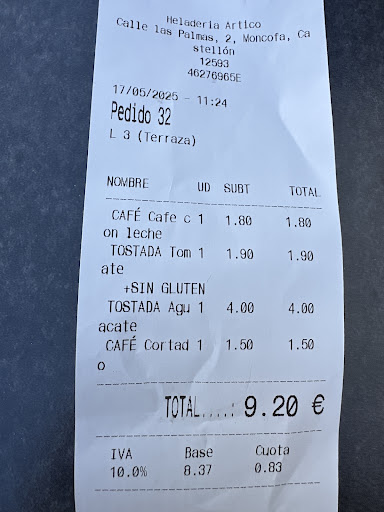 Heladeria Artico
Calle las Palmas, 2, Moncofa, Ca
stellón
12593
46276965E
17/05/2025 - 11:24
Pedido 32
L 3 (Terraza)
NOMBRE UD SUBT TOTAL
CAFÉ Cafe c 1 1.80 1.80
on leche
TOSTADA Tom 1 1.90 1.90
ate
+SIN GLUTEN
TOSTADA Agu 1 4.00 4.00
acate
CAFÉ Cortad 1 1.50 1.50
o
TOTAL....: 9.20 €
IVA Base Cuota
10.0% 8.37 0.83